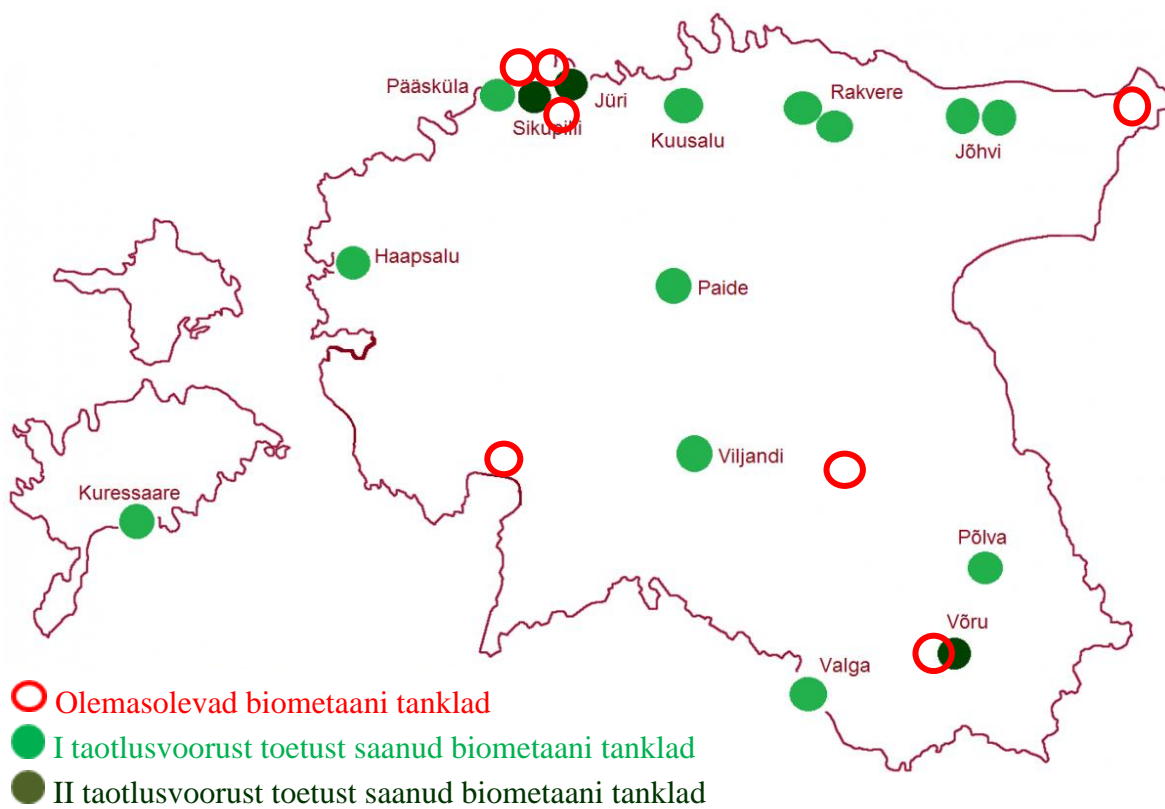 Pääsküla
Jüri
Sikupilli
Kuusalu
Rakvere
Jõhvi
Haapsalu
Paide
Viljandi
Kuressaare
Põlva
Võru
Valga
Olemasolevad biometaani tanklad
I taotlusvoorust toetust saanud biometaani tanklad
II taotlusvoorust toetust saanud biometaani tanklad